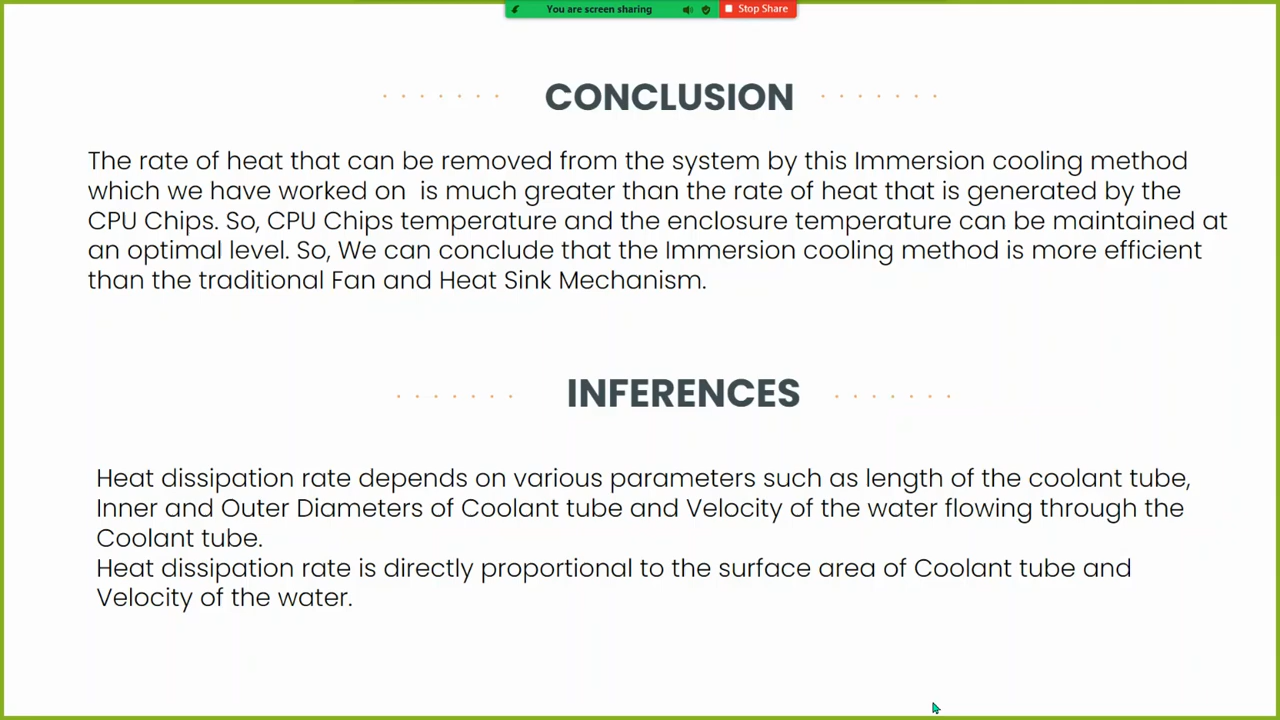 You are screen sharing
Stop Share
CONCLUSION
The rate of heat that can be removed from the system by this Immersion cooling method
which we have worked on  is much greater than the rate of heat that is generated by the
CPU Chips. So, CPU Chips temperature and the enclosure temperature can be maintained at
an optimal level. So, We can conclude that the Immersion cooling method is more efficient
than the traditional Fan and Heat Sink Mechanism.
INFERENCES
Heat dissipation rate depends on various parameters such as length of the coolant tube,
Inner and Outer Diameters of Coolant tube and Velocity of the water flowing through the
Coolant tube.
Heat dissipation rate is directly proportional to the surface area of Coolant tube and
Velocity of the water.